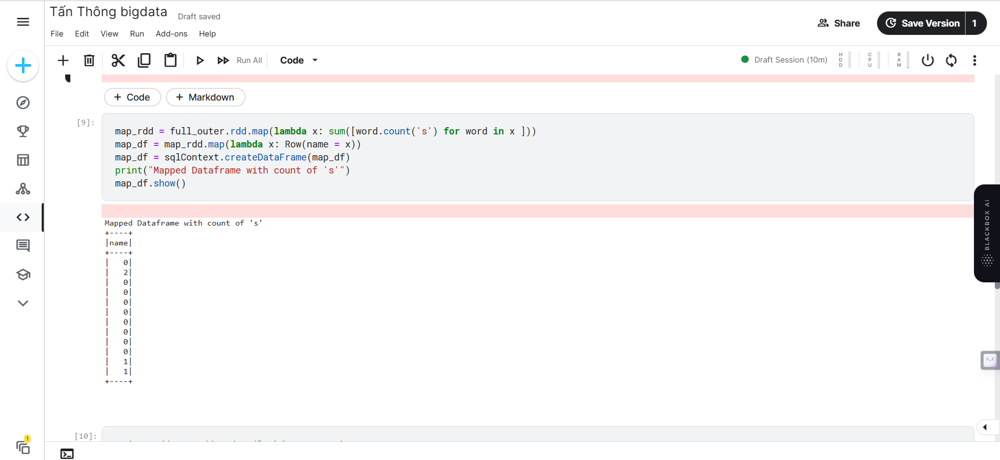 Tấn Thông bigdata
Draft saved
File Edit View Run Add-ons Help
Share
Save Version 1
Run All
Code
Draft Session (10m)
HDD
CPU
RAM
+ Code
+ Markdown
[9]:
map_rdd = full_outer.rdd.map(lambda x: sum([word.count('s') for word in x ]))
map_df = map_rdd.map(lambda x: Row(name = x))
map_df = sqlContext.createDataFrame(map_df)
print("Mapped Dataframe with count of 's'")
map_df.show()
Mapped Dataframe with count of 's'
+----+
|name|
+----+
|   0|
|   2|
|   0|
|   0|
|   0|
|   0|
|   0|
|   0|
|   0|
|   0|
|   1|
|   1|
+----+
BLACKBOX AI
[10]:
1